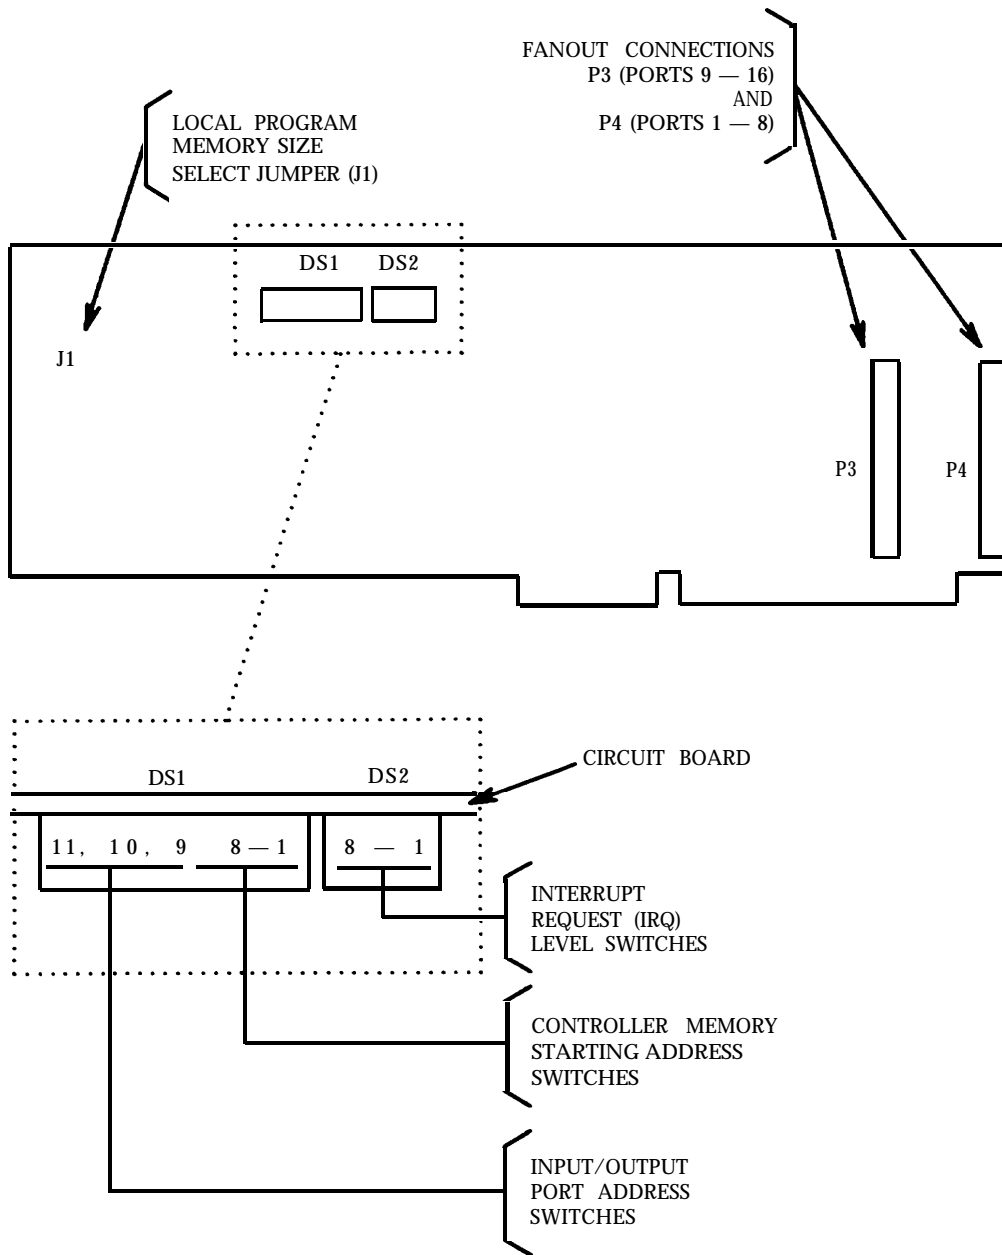 FANOUT CONNECTIONS
P3 (PORTS 9 — 16)
AND
P4 (PORTS 1 — 8)
LOCAL PROGRAM
MEMORY SIZE
SELECT JUMPER (J1)
DS1 DS2
J1
P3 P4
CIRCUIT BOARD
DS1 DS2
11, 10, 9 8 — 1 8 — 1
INTERRUPT
REQUEST (IRQ)
LEVEL SWITCHES
CONTROLLER MEMORY
STARTING ADDRESS
SWITCHES
INPUT/OUTPUT
PORT ADDRESS
SWITCHES